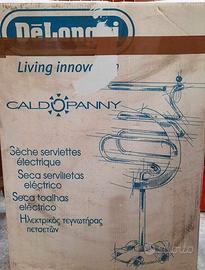 DeLonghi
Living innovation
CALDOPANNY
Sèche serviettes
électrique
Seca servilletas
eléctrico
Seca toalhas
eléctrico
Ηλεκτρικός τεγνωτήρας
πετσετών